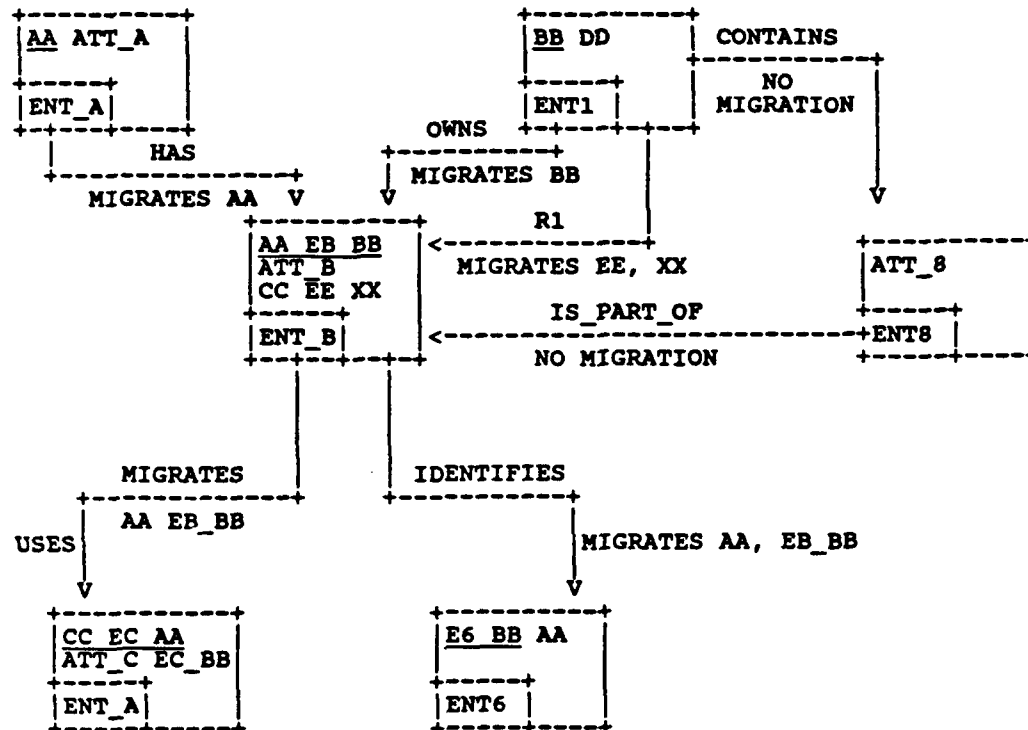 AA ATT_A
ENT_A
BB DD
ENT1
CONTAINS
NO
MIGRATION
OWNS
MIGRATES BB
HAS
MIGRATES AA
R1
MIGRATES EE, XX
AA EB BB
ATT_B
CC EE XX
ENT_B
ATT_8
ENT8
IS_PART_OF
NO MIGRATION
MIGRATES
AA EB_BB
USES
IDENTIFIES
MIGRATES AA, EB_BB
CC EC AA
ATT_C EC_BB
ENT_A
E6_BB AA
ENT6